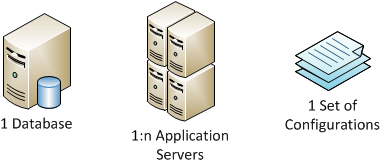 1 Database
1:n Application
Servers
1 Set of
Configurations